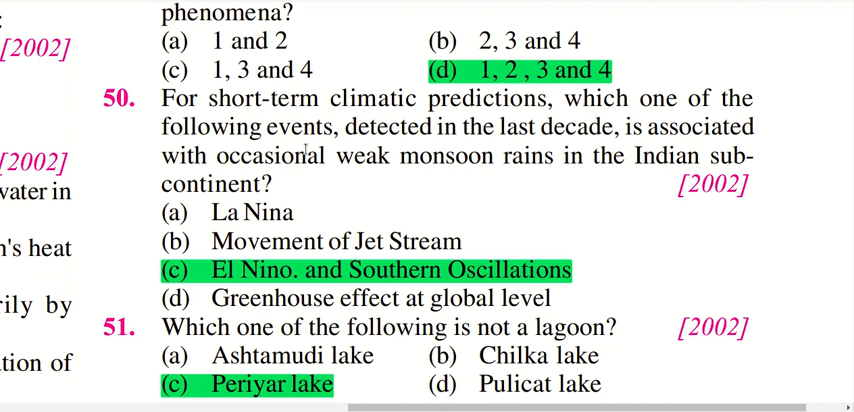 :
[2002]
[2002]
water in
n's heat
rily by
tion of
phenomena?
(a) 1 and 2 (b) 2, 3 and 4
(c) 1, 3 and 4 (d) 1, 2 , 3 and 4
50. For short-term climatic predictions, which one of the
following events, detected in the last decade, is associated
with occasional weak monsoon rains in the Indian sub-
continent? [2002]
(a) La Nina
(b) Movement of Jet Stream
(c) El Nino. and Southern Oscillations
(d) Greenhouse effect at global level
51. Which one of the following is not a lagoon? [2002]
(a) Ashtamudi lake (b) Chilka lake
(c) Periyar lake (d) Pulicat lake